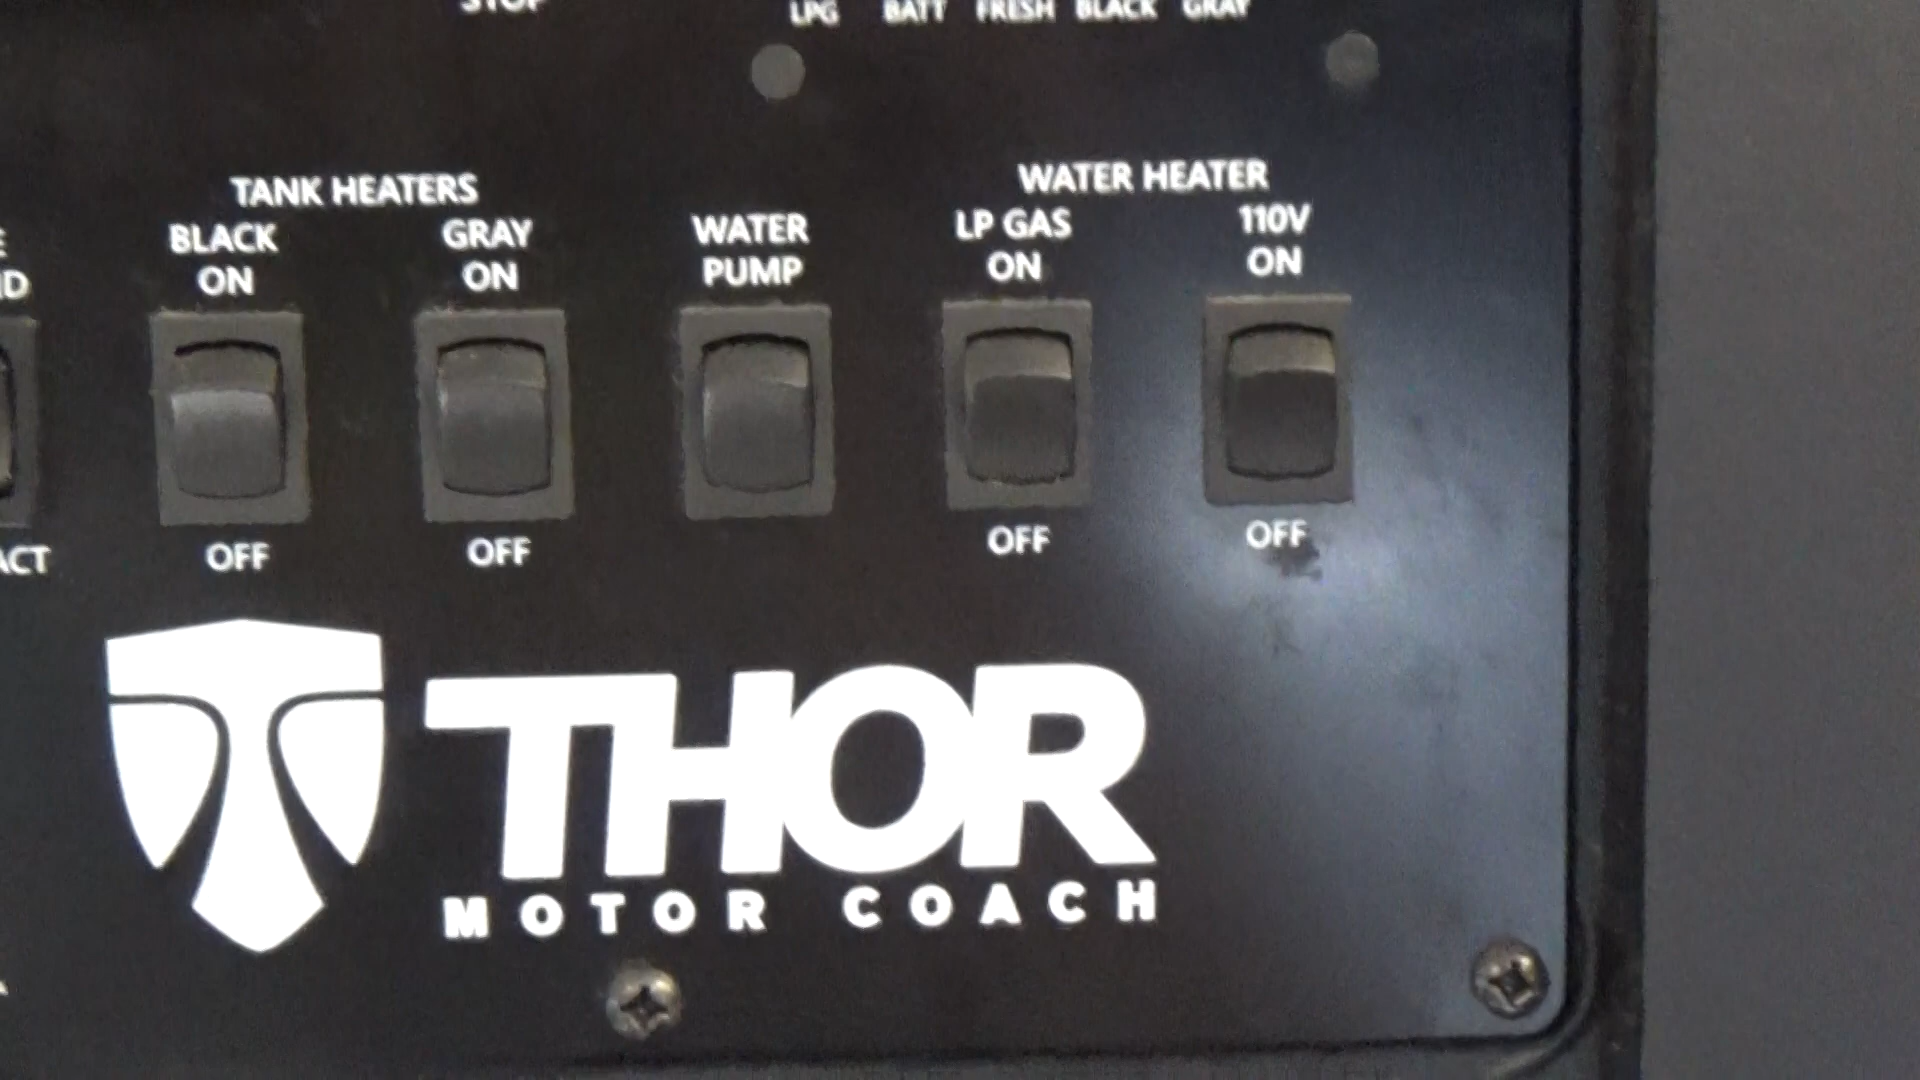 STOP
LPG BATT FRESH BLACK GRAY
TANK HEATERS
WATER HEATER
BLACK ON
GRAY ON
WATER PUMP
LP GAS ON
110V ON
OFF
OFF
OFF
OFF
THOR
MOTOR COACH